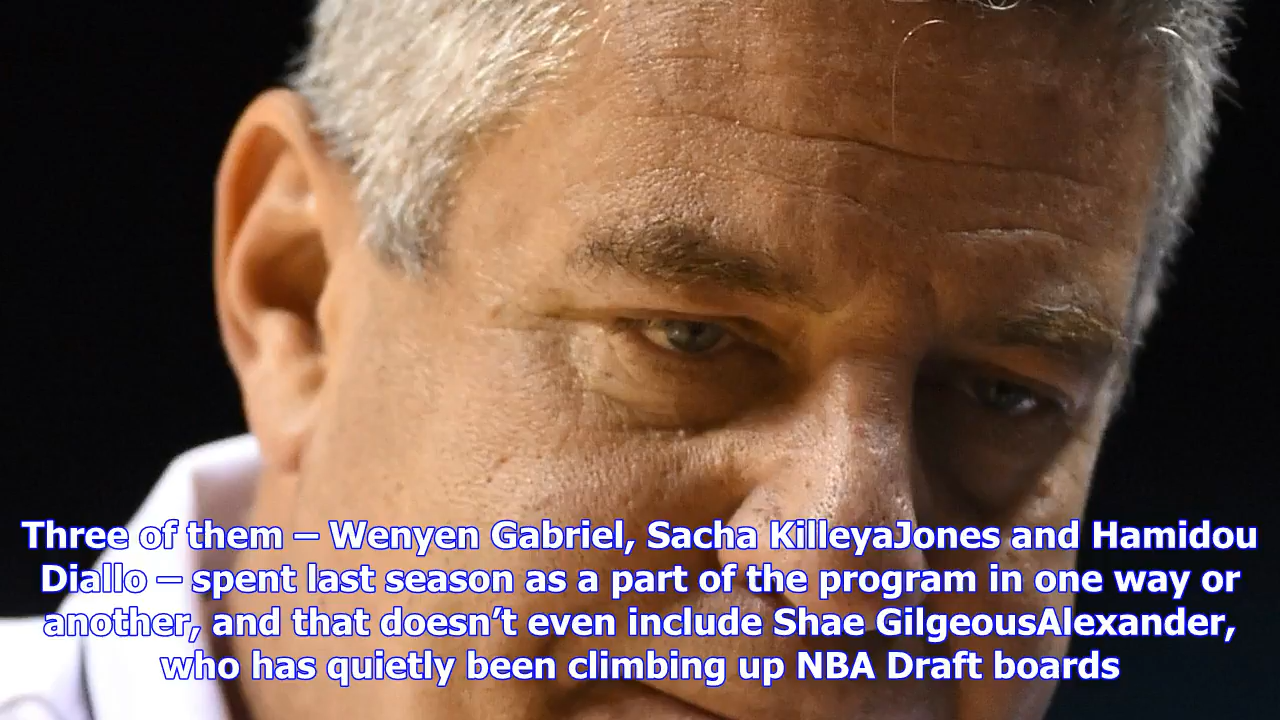 Three of them – Wenyen Gabriel, Sacha KilleyaJones and Hamidou
Diallo – spent last season as a part of the program in one way or
another, and that doesn’t even include Shae GilgeousAlexander,
who has quietly been climbing up NBA Draft boards